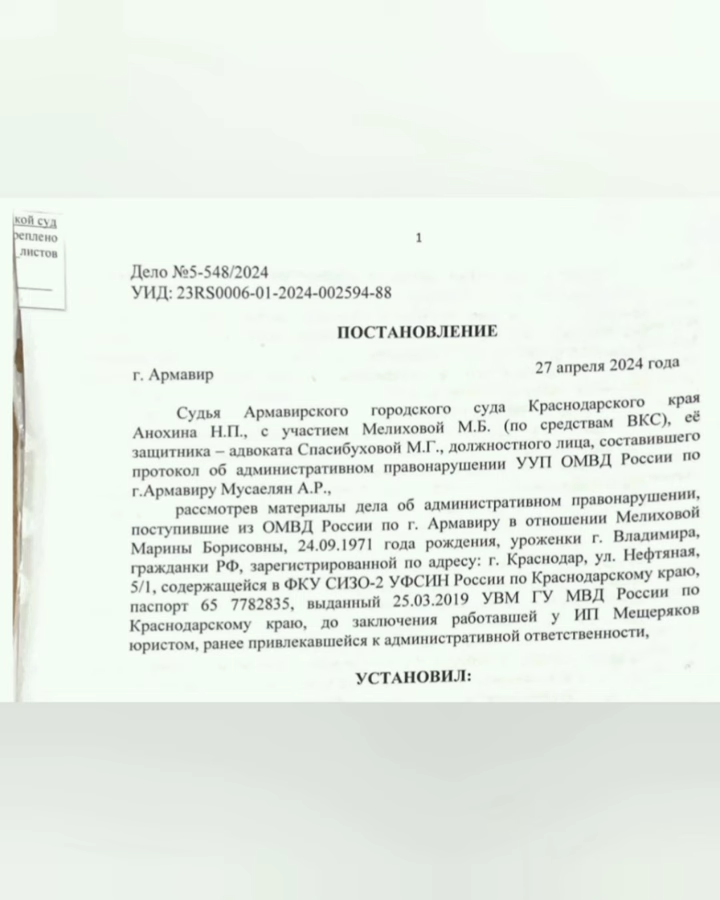 кой суд
реплено
листов
1
Дело №5-548/2024
УИД: 23RS0006-01-2024-002594-88
ПОСТАНОВЛЕНИЕ
г. Армавир 27 апреля 2024 года
Судья Армавирского городского суда Краснодарского края
Анохина Н.П., с участием Мелиховой М.Б. (по средствам ВКС), её
защитника – адвоката Спасибуховой М.Г., должностного лица, составившего
протокол об административном правонарушении УУП ОМВД России по
г.Армавиру Мусаелян А.Р.,
рассмотрев материалы дела об административном правонарушении,
поступившие из ОМВД России по г. Армавиру в отношении Мелиховой
Марины Борисовны, 24.09.1971 года рождения, уроженки г. Владимира,
гражданки РФ, зарегистрированной по адресу: г. Краснодар, ул. Нефтяная,
5/1, содержащейся в ФКУ СИЗО-2 УФСИН России по Краснодарскому краю,
паспорт 65 7782835, выданный 25.03.2019 УВМ ГУ МВД России по
Краснодарскому краю, до заключения работавшей у ИП Мещеряков
юристом, ранее привлекавшейся к административной ответственности,
УСТАНОВИЛ: